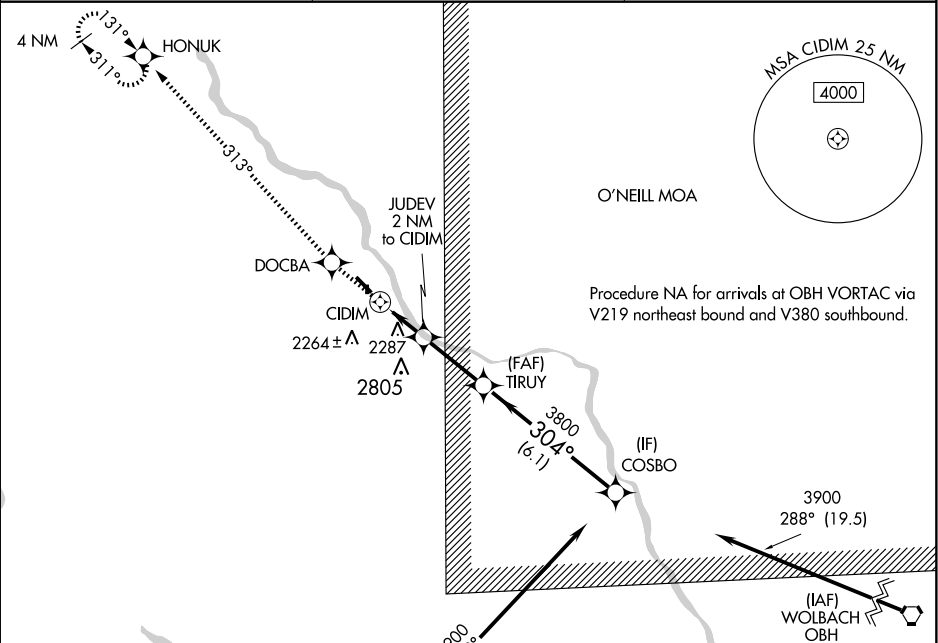 4 NM
131°
311°
HONUK
MSA CIDIM 25 NM
4000
313°
O'NEILL MOA
JUDEV
2 NM
to CIDIM
DOCBA
CIDIM
Procedure NA for arrivals at OBH VORTAC via
V219 northeast bound and V380 southbound.
2264 ±
2287
2805
(FAF)
TIRUY
3800
304°
(6.1)
(IF)
COSBO
3900
288° (19.5)
(IAF)
WOLBACH
OBH